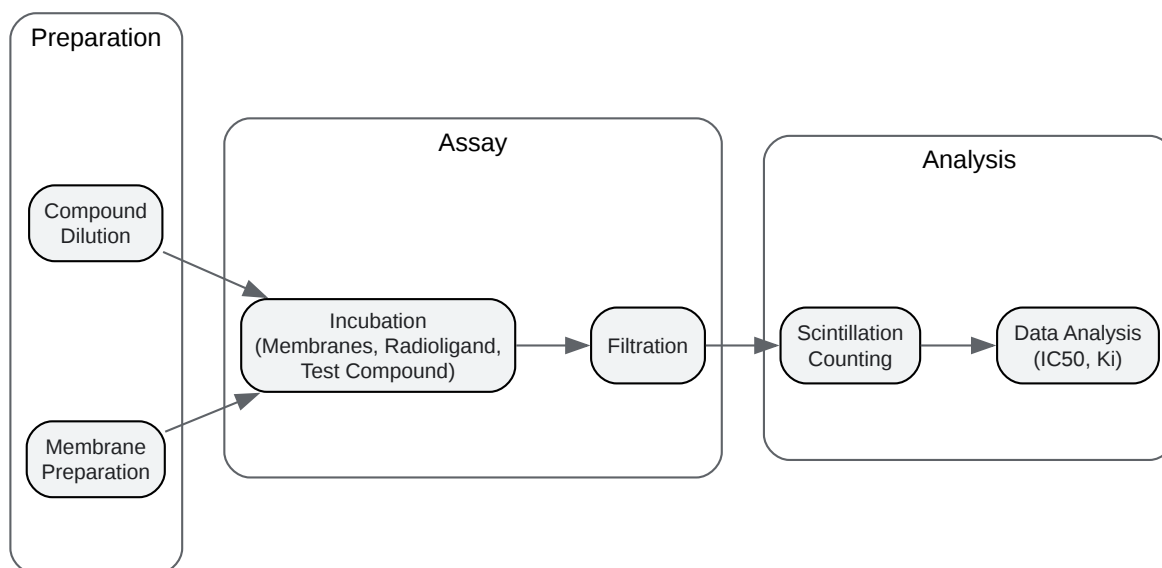 Preparation
Compound
Dilution
Membrane
Preparation
Assay
Incubation
(Membranes, Radioligand,
Test Compound)
Filtration
Analysis
Scintillation
Counting
Data Analysis
(IC50, Ki)